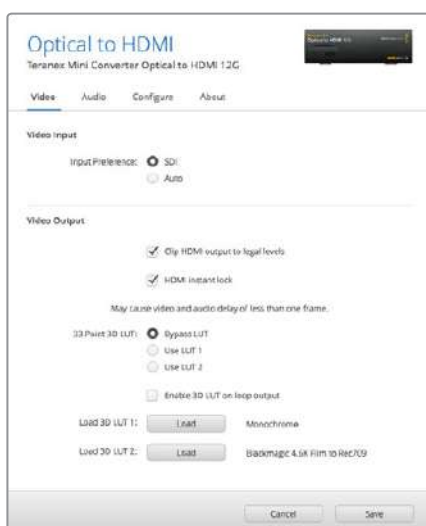 Optical to HDMI
Teranex Mini Converter Optical to HDMI 12G
Video Audio Configure About
Video Input
Input Preference: SDI
Auto
Video Output
Clip HDMI output to legal levels
HDMI instant lock
May cause video and audio delay of less than one frame.
33 Point 3D LUT: Bypass LUT
Use LUT 1
Use LUT 2
Enable 3D LUT on loop output
Load 3D LUT 1: Load Monochrome
Load 3D LUT 2: Load Blackmagic 4.6K Film to Rec709
Cancel Save